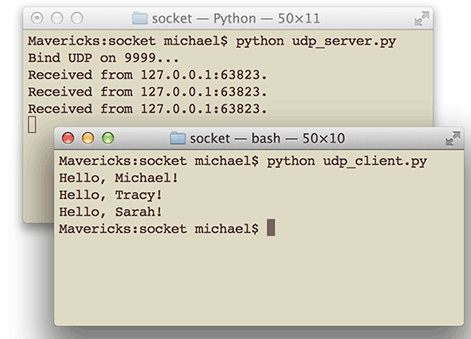 socket — Python — 50×11
Mavericks:socket michael$ python udp_server.py
Bind UDP on 9999...
Received from 127.0.0.1:63823.
Received from 127.0.0.1:63823.
Received from 127.0.0.1:63823.
socket — bash — 50×10
Mavericks:socket michael$ python udp_client.py
Hello, Michael!
Hello, Tracy!
Hello, Sarah!
Mavericks:socket michael$